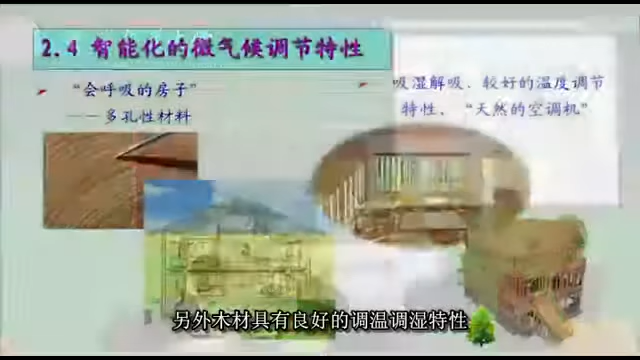 2.4 智能化的微气候调节特性
“会呼吸的房子”
——多孔性材料
吸湿解吸、较好的温度调节
特性、“天然的空调机”
另外木材具有良好的调温调湿特性